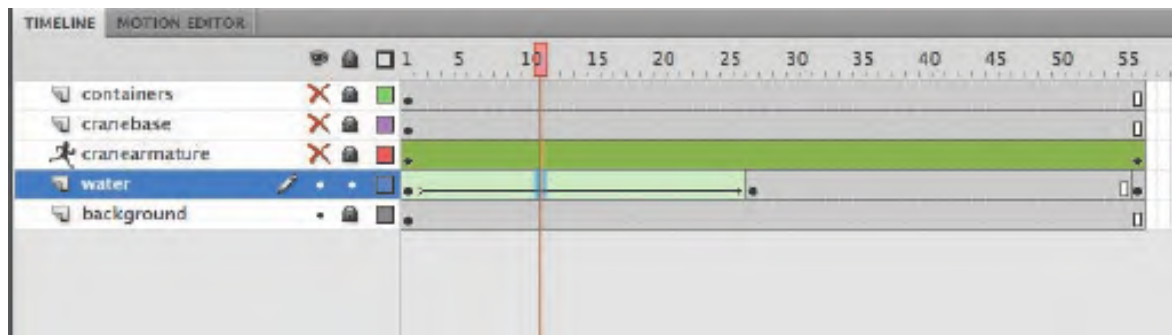 TIMELINE MOTION EDITOR
1 5 10 15 20 25 30 35 40 45 50 55
containers
cranebase
cranearmature
water
background